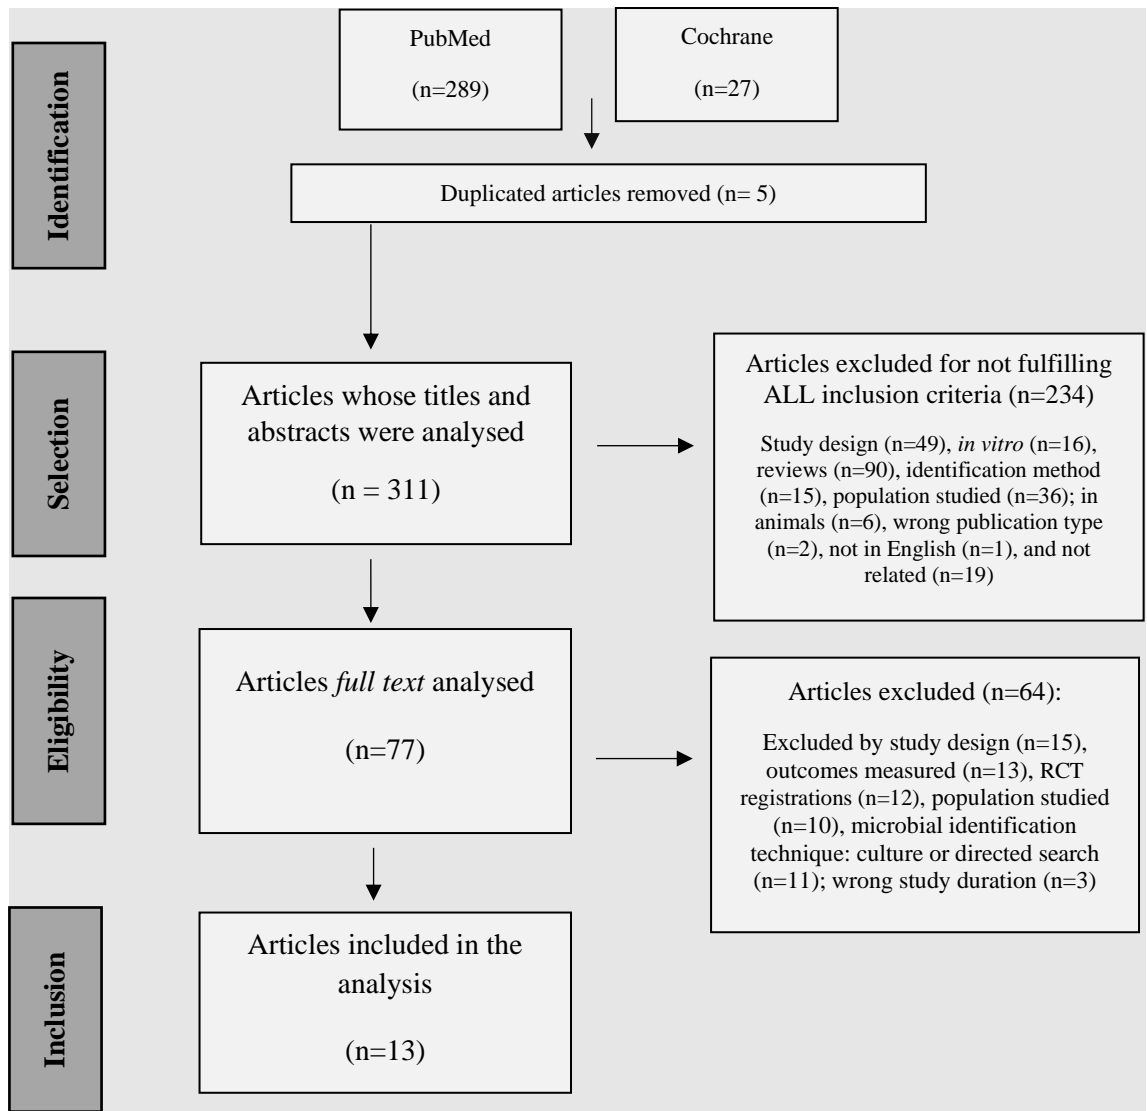 Identification
PubMed
(n=289)
Cochrane
(n=27)
Duplicated articles removed (n= 5)
Selection
Articles whose titles and
abstracts were analysed
(n = 311)
Articles excluded for not fulfilling
ALL inclusion criteria (n=234)
Study design (n=49), in vitro (n=16),
reviews (n=90), identification method
(n=15), population studied (n=36); in
animals (n=6), wrong publication type
(n=2), not in English (n=1), and not
related (n=19)
Eligibility
Articles full text analysed
(n=77)
Articles excluded (n=64):
Excluded by study design (n=15),
outcomes measured (n=13), RCT
registrations (n=12), population studied
(n=10), microbial identification
technique: culture or directed search
(n=11); wrong study duration (n=3)
Inclusion
Articles included in the
analysis
(n=13)